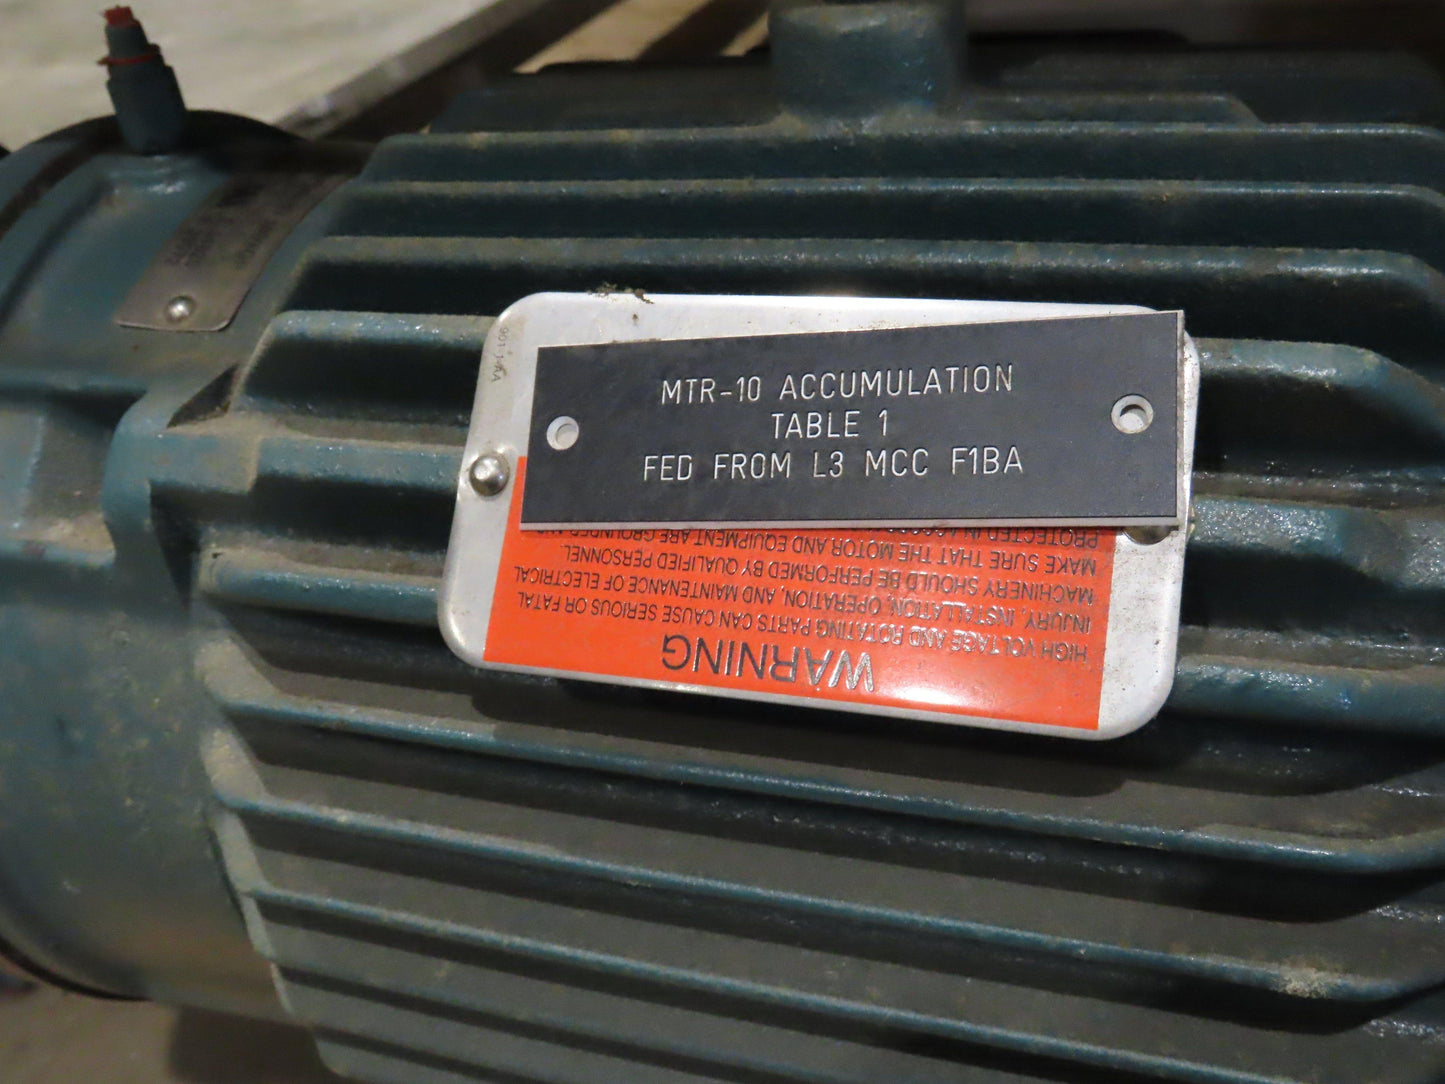 MTR-10 ACCUMULATION
TABLE 1
FED FROM L3 MCC F1BA
WARNING
HIGH VOLTAGE AND ROTATING PARTS CAN CAUSE SERIOUS OR FATAL
INJURY. INSTALLATION, OPERATION, AND MAINTENANCE OF ELECTRICAL
MACHINERY SHOULD BE PERFORMED BY QUALIFIED PERSONNEL.
MAKE SURE THAT THE MOTOR AND EQUIPMENT ARE GROUNDED
PROTECTED IN